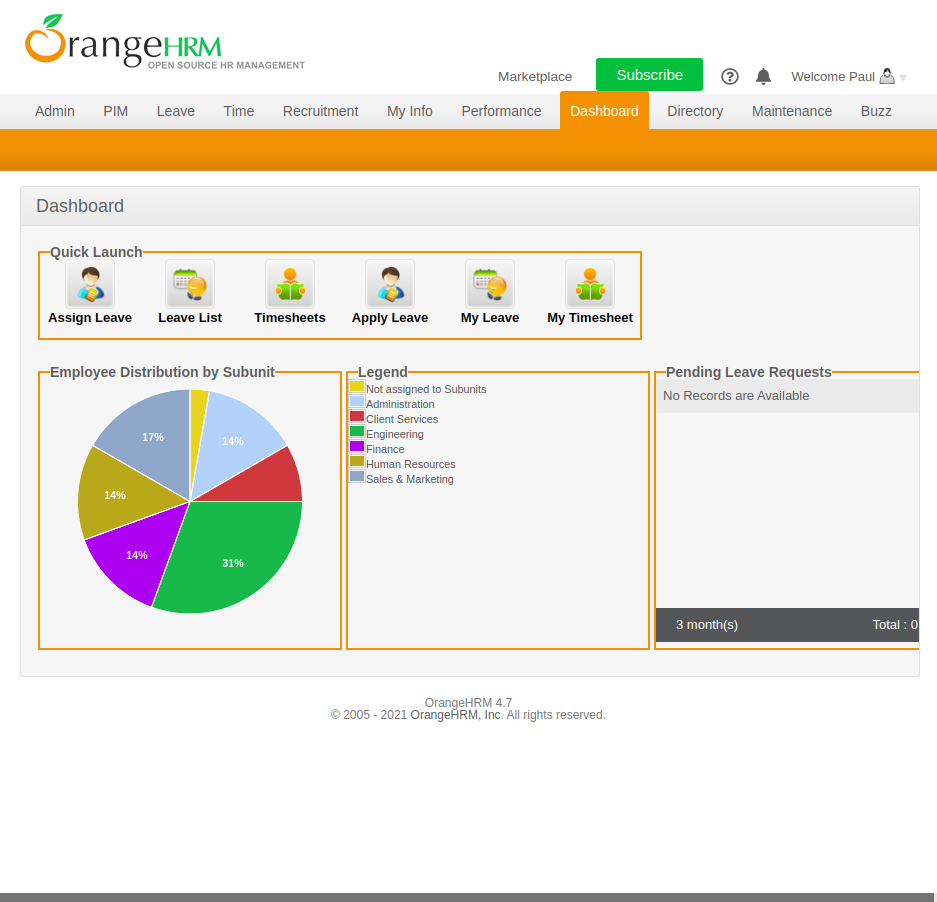 OrangeHRM
OPEN SOURCE HR MANAGEMENT
Marketplace
Subscribe
Welcome Paul
Admin PIM Leave Time Recruitment My Info Performance Dashboard Directory Maintenance Buzz
Dashboard
Quick Launch
Assign Leave Leave List Timesheets Apply Leave My Leave My Timesheet
Employee Distribution by Subunit
14%
17%
14%
14%
31%
Legend
Not assigned to Subunits
Administration
Client Services
Engineering
Finance
Human Resources
Sales & Marketing
Pending Leave Requests
No Records are Available
3 month(s) Total : 0
OrangeHRM 4.7
© 2005 - 2021 OrangeHRM, Inc. All rights reserved.